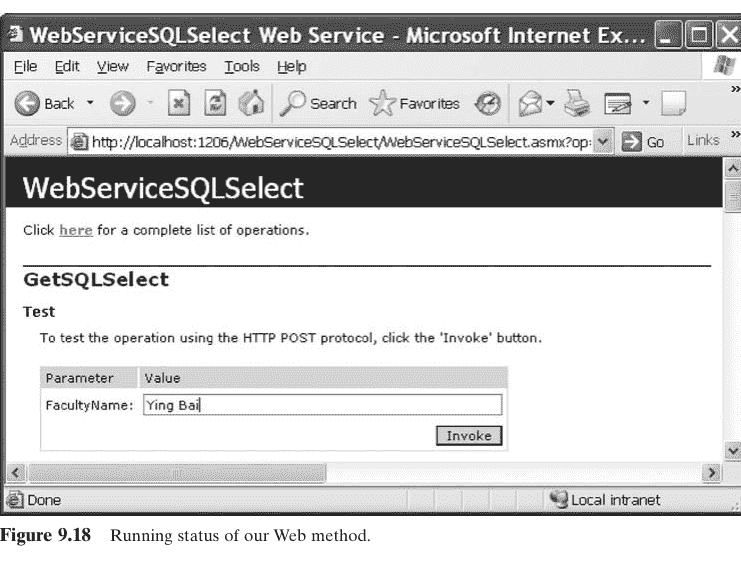 WebServiceSQLSelect Web Service - Microsoft Internet Ex...
File Edit View Favorites Tools Help
Back Search Favorites »
Address http://localhost:1206/WebServiceSQLSelect/WebServiceSQLSelect.asmx?op: Go Links »
WebServiceSQLSelect
Click here for a complete list of operations.
GetSQLSelect
Test
To test the operation using the HTTP POST protocol, click the 'Invoke' button.
Parameter Value
FacultyName: Ying Bai
Invoke
Done Local intranet
Figure 9.18 Running status of our Web method.